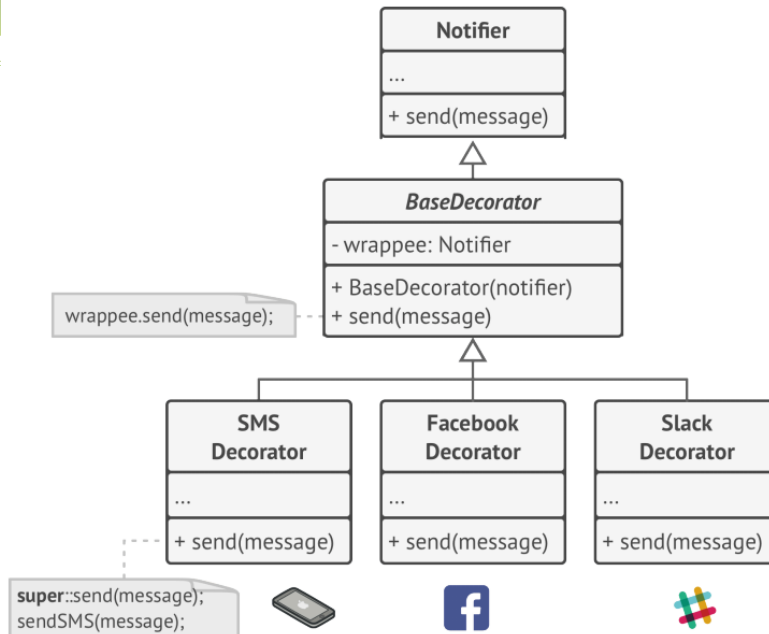 Notifier
...
+ send(message)
BaseDecorator
- wrappee: Notifier
+ BaseDecorator(notifier)
+ send(message)
wrappee.send(message);
SMS
Decorator
...
+ send(message)
Facebook
Decorator
...
+ send(message)
Slack
Decorator
...
+ send(message)
super::send(message);
sendSMS(message);